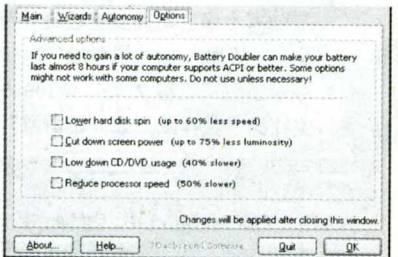 Main Wizards Autonomy Options
Advanced options
If you need to gain a lot of autonomy, Battery Doubler can make your battery
last almost 8 hours if your computer supports ACPI or better. Some options
might not work with some computers. Do not use unless necessary!
Lower hard disk spin (up to 60% less speed)
Cut down screen power (up to 75% less luminosity)
Low down CD/DVD usage (40% slower)
Reduce processor speed (50% slower)
Changes will be applied after closing this window.
About... Help... Software Quit OK